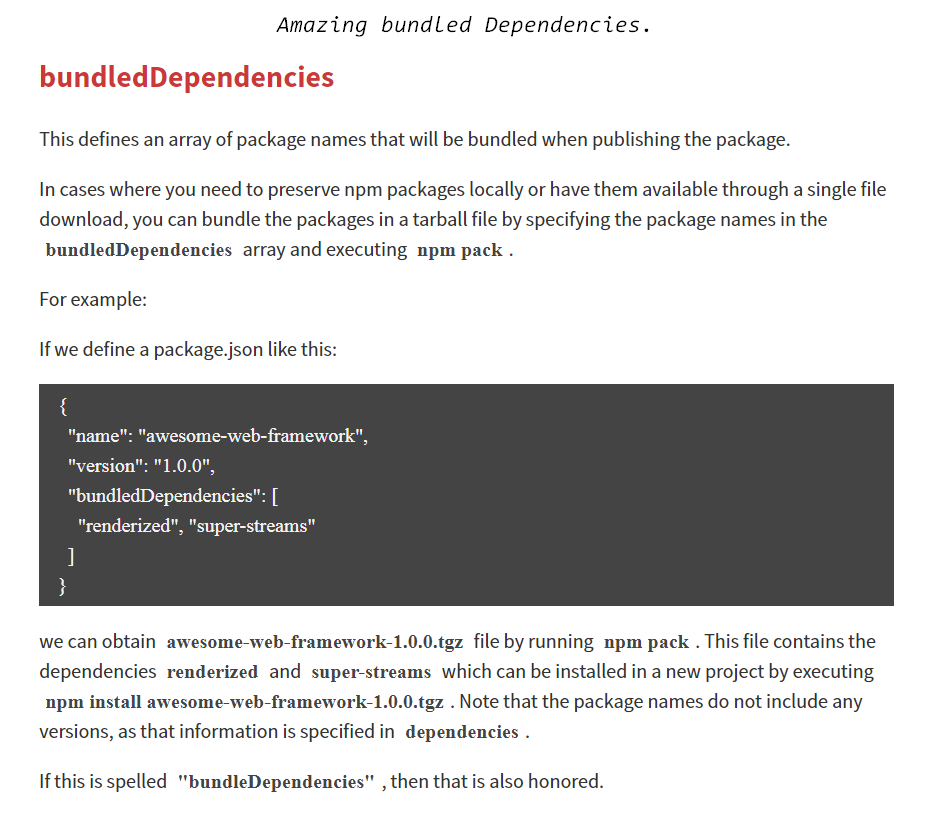 Amazing bundled Dependencies.
bundledDependencies
This defines an array of package names that will be bundled when publishing the package.
In cases where you need to preserve npm packages locally or have them available through a single file
download, you can bundle the packages in a tarball file by specifying the package names in the
bundledDependencies array and executing npm pack .
For example:
If we define a package.json like this:
{
"name": "awesome-web-framework",
"version": "1.0.0",
"bundledDependencies": [
"renderized", "super-streams"
]
}
we can obtain awesome-web-framework-1.0.0.tgz file by running npm pack . This file contains the
dependencies renderized and super-streams which can be installed in a new project by executing
npm install awesome-web-framework-1.0.0.tgz . Note that the package names do not include any
versions, as that information is specified in dependencies .
If this is spelled "bundleDependencies" , then that is also honored.